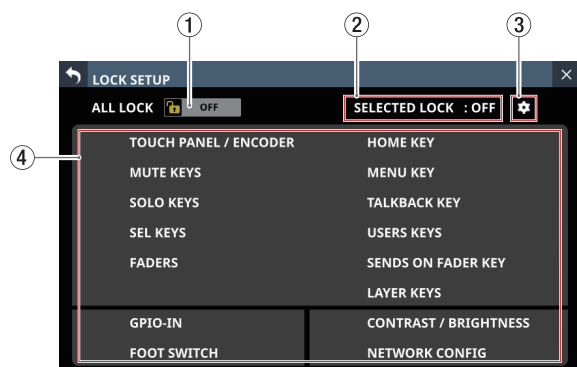 1 2 3
LOCK SETUP
ALL LOCK OFF SELECTED LOCK : OFF
4
TOUCH PANEL / ENCODER HOME KEY
MUTE KEYS MENU KEY
SOLO KEYS TALKBACK KEY
SEL KEYS USERS KEYS
FADERS SENDS ON FADER KEY
LAYER KEYS
GPIO-IN CONTRAST / BRIGHTNESS
FOOT SWITCH NETWORK CONFIG